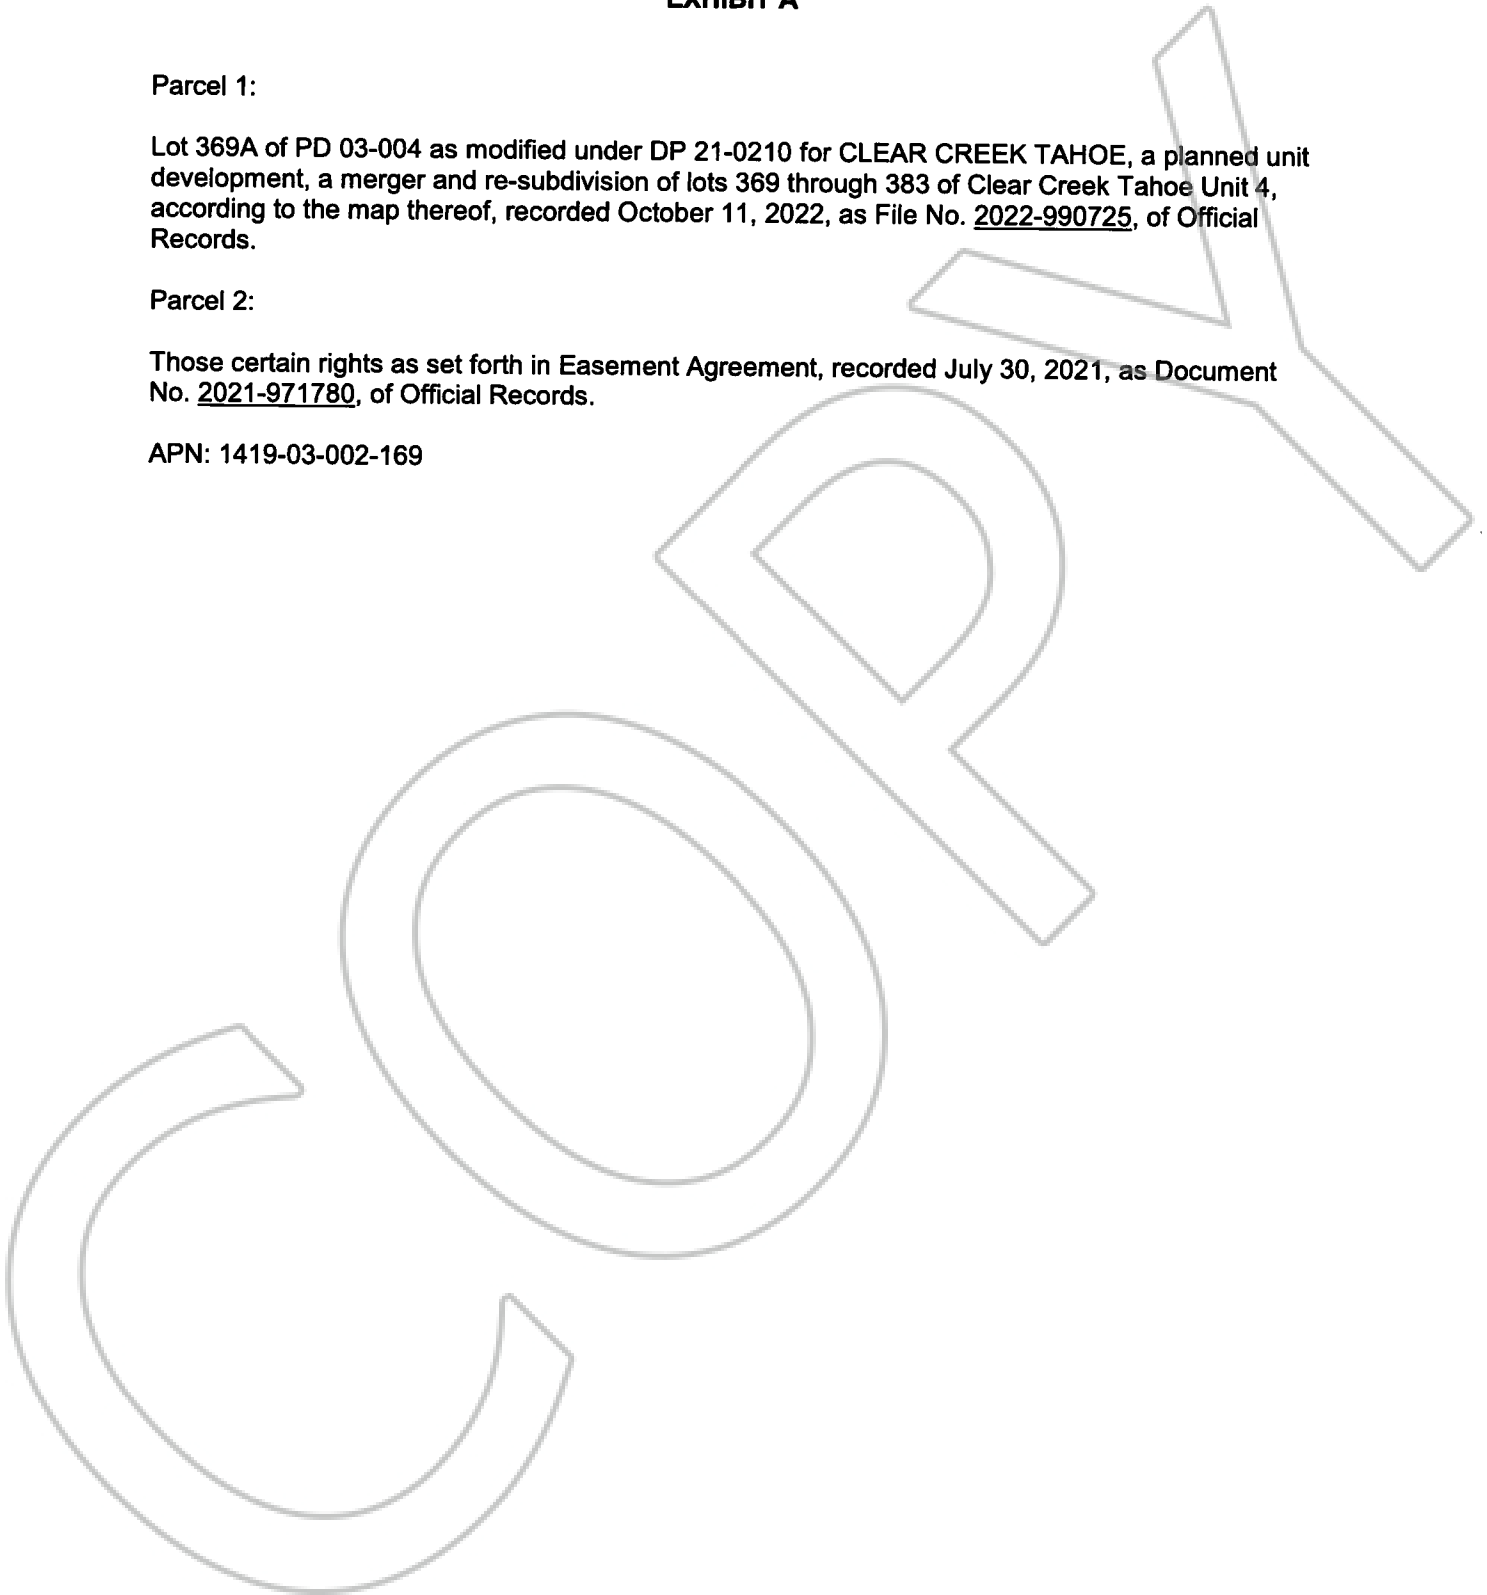 EXHIBIT A
Parcel 1:
Lot 369A of PD 03-004 as modified under DP 21-0210 for CLEAR CREEK TAHOE, a planned unit
development, a merger and re-subdivision of lots 369 through 383 of Clear Creek Tahoe Unit 4,
according to the map thereof, recorded October 11, 2022, as File No. 2022-990725, of Official
Records.
Parcel 2:
Those certain rights as set forth in Easement Agreement, recorded July 30, 2021, as Document
No. 2021-971780, of Official Records.
APN: 1419-03-002-169
COPY